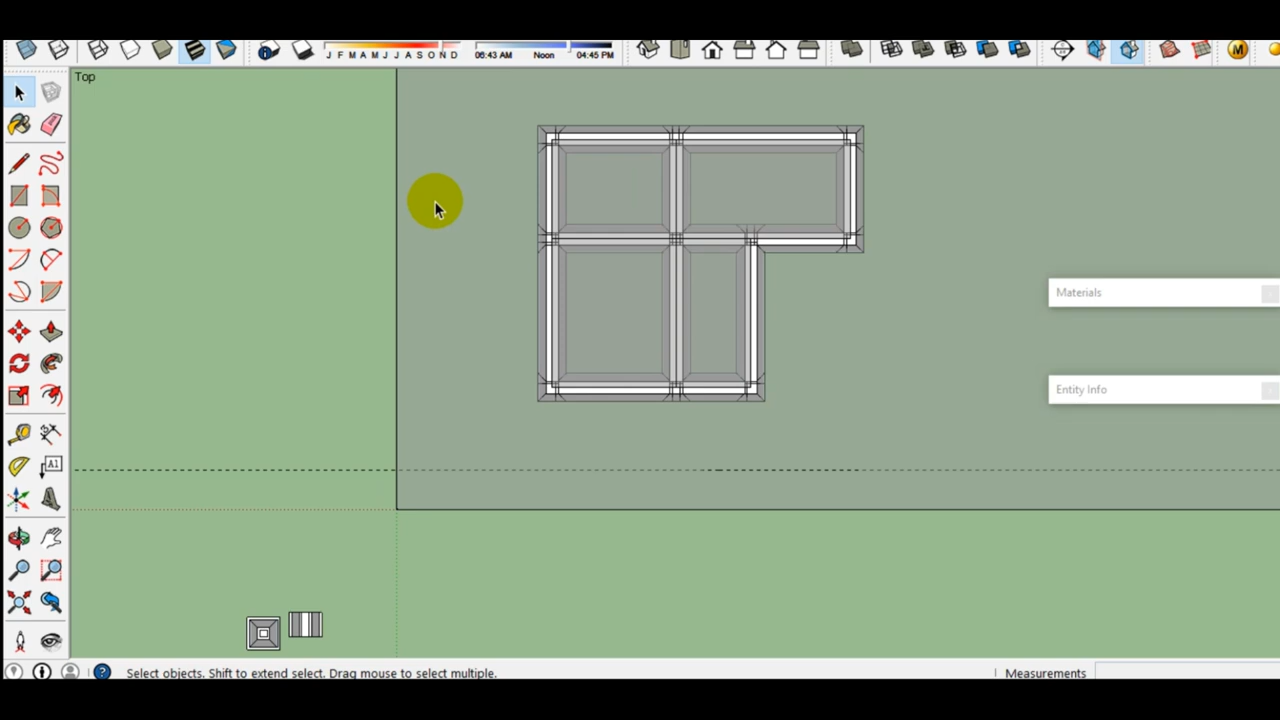 J F M A M J J A S O N D 06:43 AM Noon 04:45 PM
M
Top
A1
Materials
Entity Info
Select objects. Shift to extend select. Drag mouse to select multiple.
Measurements